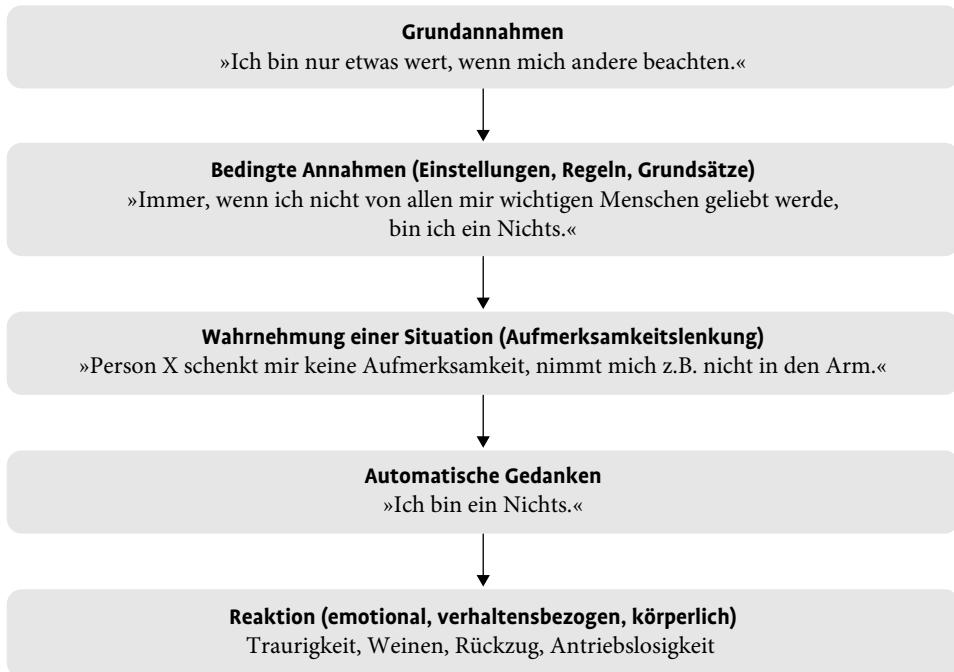 Grundannahmen
»Ich bin nur etwas wert, wenn mich andere beachten.«
Bedingte Annahmen (Einstellungen, Regeln, Grundsätze)
»Immer, wenn ich nicht von allen mir wichtigen Menschen geliebt werde,
bin ich ein Nichts.«
Wahrnehmung einer Situation (Aufmerksamkeitslenkung)
»Person X schenkt mir keine Aufmerksamkeit, nimmt mich z.B. nicht in den Arm.«
Automatische Gedanken
»Ich bin ein Nichts.«
Reaktion (emotional, verhaltensbezogen, körperlich)
Traurigkeit, Weinen, Rückzug, Antriebslosigkeit